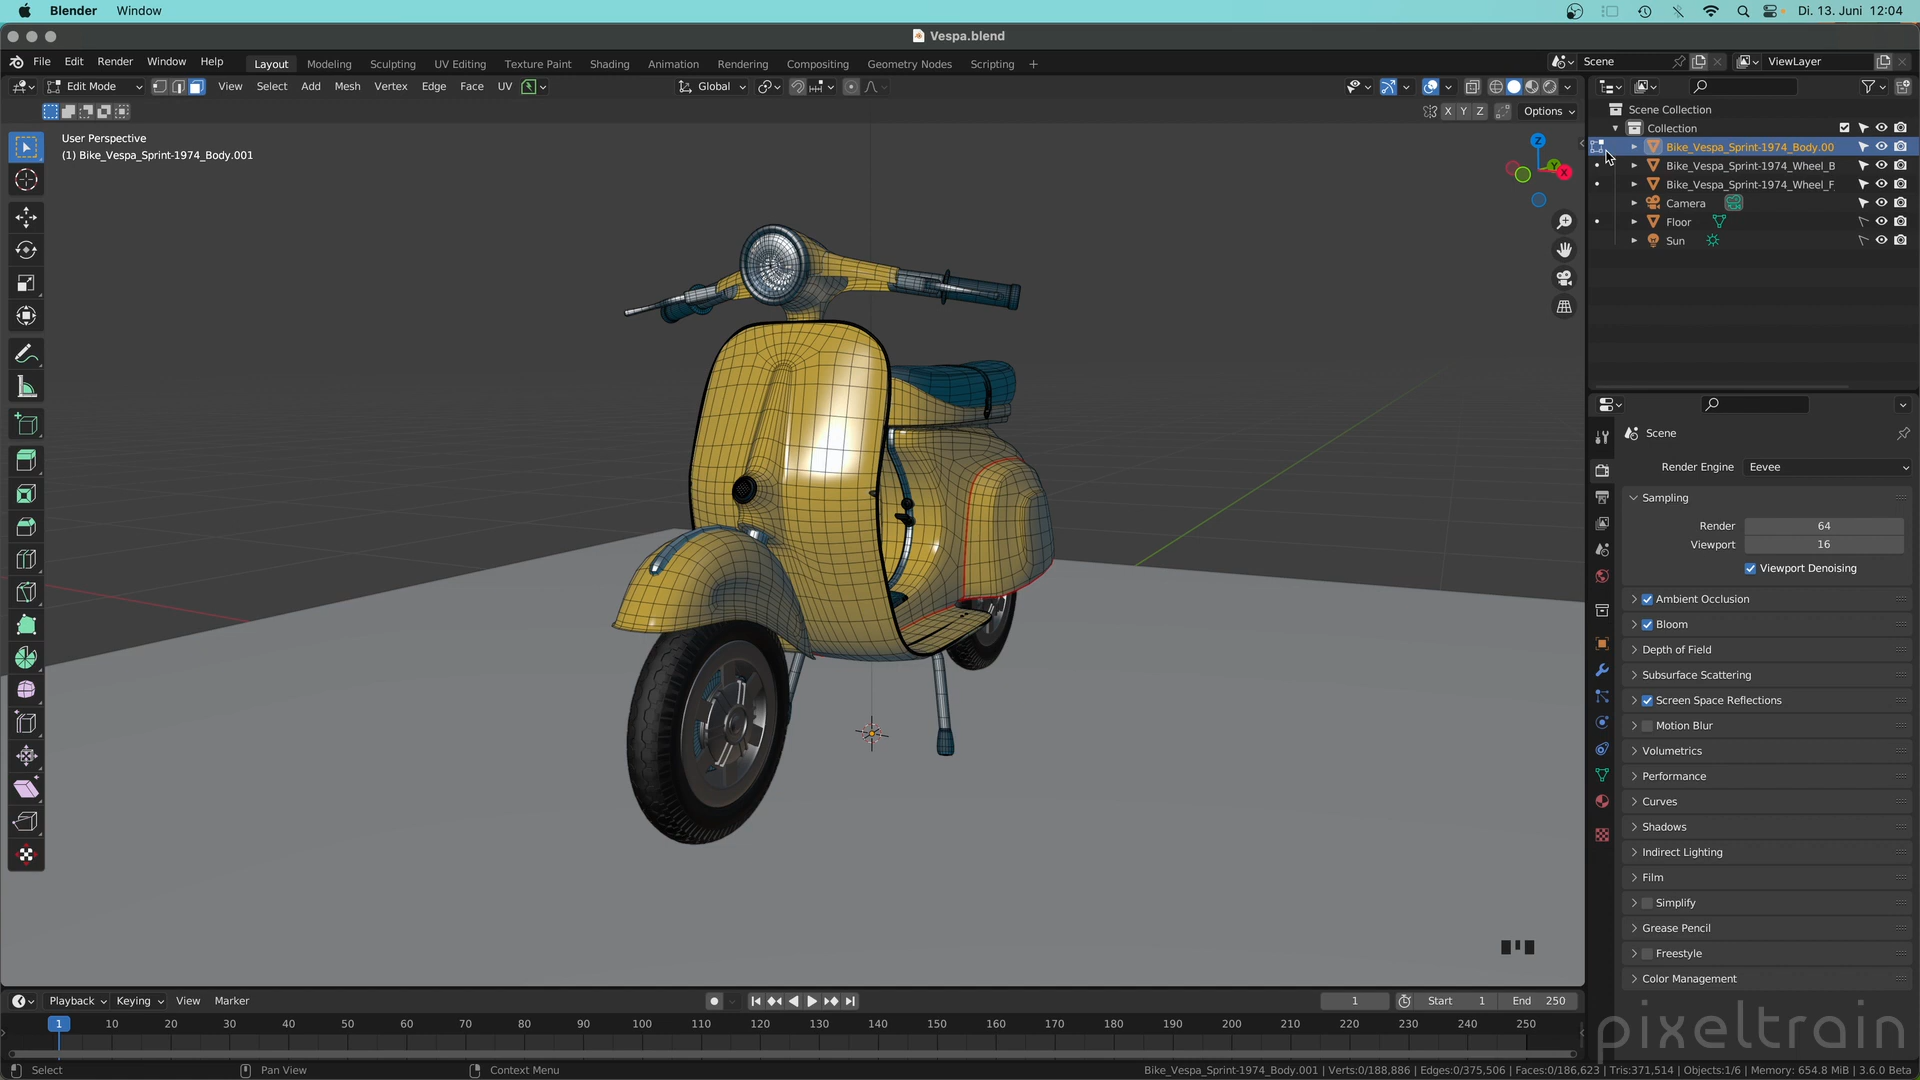 Blender Window Di. 13. Juni 12:04
Vespa.blend
File Edit Render Window Help Layout Modeling Sculpting UV Editing Texture Paint Shading Animation Rendering Compositing Geometry Nodes Scripting + Scene ViewLayer
Edit Mode View Select Add Mesh Vertex Edge Face UV Global
X Y Z Options
User Perspective
(1) Bike_Vespa_Sprint-1974_Body.001
Z
Y
X
Scene Collection
Collection
Bike_Vespa_Sprint-1974_Body.00
Bike_Vespa_Sprint-1974_Wheel_B
Bike_Vespa_Sprint-1974_Wheel_F
Camera
Floor
Sun
Scene
Render Engine Eevee
Sampling
Render 64
Viewport 16
Viewport Denoising
Ambient Occlusion
Bloom
Depth of Field
Subsurface Scattering
Screen Space Reflections
Motion Blur
Volumetrics
Performance
Curves
Shadows
Indirect Lighting
Film
Simplify
Grease Pencil
Freestyle
Color Management
Playback Keying View Marker 1 Start 1 End 250
1 10 20 30 40 50 60 70 80 90 100 110 120 130 140 150 160 170 180 190 200 210 220 230 240 250
pixeltrain
Select Pan View Context Menu Bike_Vespa_Sprint-1974_Body.001 | Verts:0/188,886 | Edges:0/375,506 | Faces:0/186,623 | Tris:371,514 | Objects:1/6 | Memory: 654.8 MiB | 3.6.0 Beta